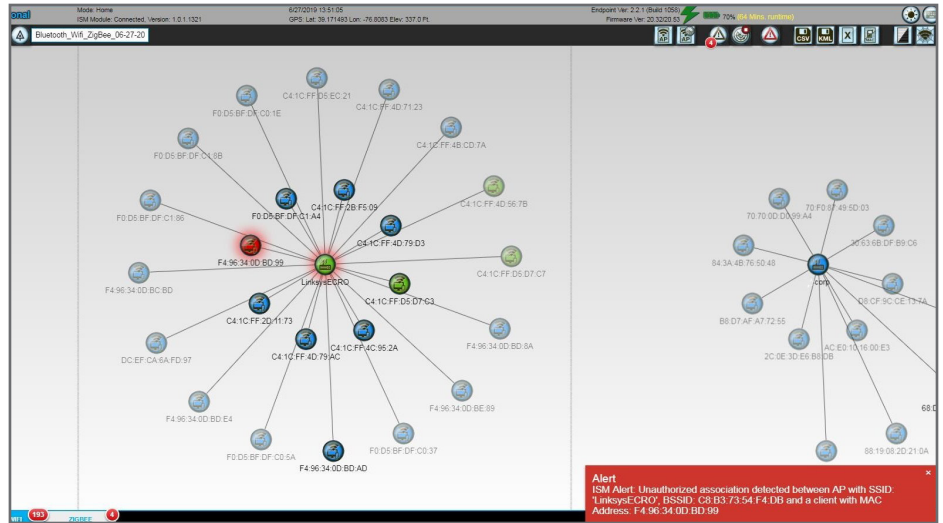 onal
Mode: Home
ISM Module: Connected, Version: 1.0.1.1321
6/27/2019 13:51:05
GPS: Lat: 39.171493 Lon: -76.8063 Elev: 337.0 Ft.
Endpoint Ver: 2.2.1 (Build 1056)
Firmware Ver: 20.32/20.53
70% (64 Mins. runtime)
Bluetooth_Wifi_ZigBee_06-27-20
AP
AP
4
CSV
KML
X
C4:1C:FF:D5:EC:21
F0:D5:BF:DF:C0:1E
C4:1C:FF:4D:71:23
C4:1C:FF:4B:CD:7A
F0:D5:BF:DF:C1:8B
C4:1C:FF:4D:56:7B
C4:1C:FF:2B:F5:09
F0:D5:BF:DF:C1:A4
F0:D5:BF:DF:C1:86
C4:1C:FF:4D:79:D3
F4:96:34:0D:BD:99
C4:1C:FF:D5:D7:C7
LinksysECRO
F4:96:34:0D:BC:BD
C4:1C:FF:D5:D7:C3
C4:1C:FF:2D:11:73
F4:96:34:0D:BD:8A
C4:1C:FF:4C:95:2A
C4:1C:FF:4D:79:AC
DC:EF:CA:6A:FD:97
F4:96:34:0D:BE:89
F4:96:34:0D:BD:E4
F0:D5:BF:DF:C0:37
F0:D5:BF:DF:C0:5A
F4:96:34:0D:BD:AD
70:F0:87:49:5D:03
70:70:0D:D0:99:A4
30:63:6B:DF:B9:C6
84:3A:4B:76:50:48
corp
D8:CF:9C:CE:13:7A
B8:D7:AF:A7:72:55
AC:E0:10:16:00:E3
2C:0E:3D:E6:B8:DB
68:D
88:19:08:2D:21:0A
Alert
×
ISM Alert: Unauthorized association detected between AP with SSID:
'LinksysECRO', BSSID: C8:B3:73:54:F4:DB and a client with MAC
Address: F4:96:34:0D:BD:99
WIFI
193
ZIGBEE
4